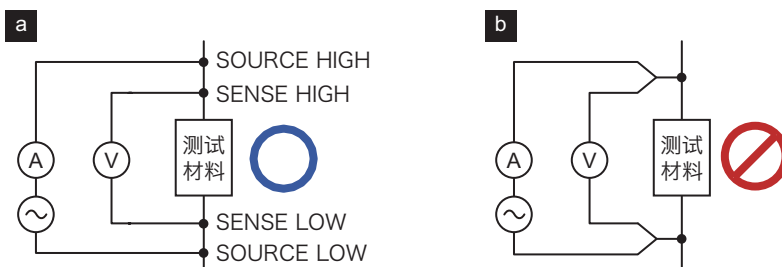 a
SOURCE HIGH
SENSE HIGH
A
V
测试
材料
SENSE LOW
SOURCE LOW
b
A
V
测试
材料